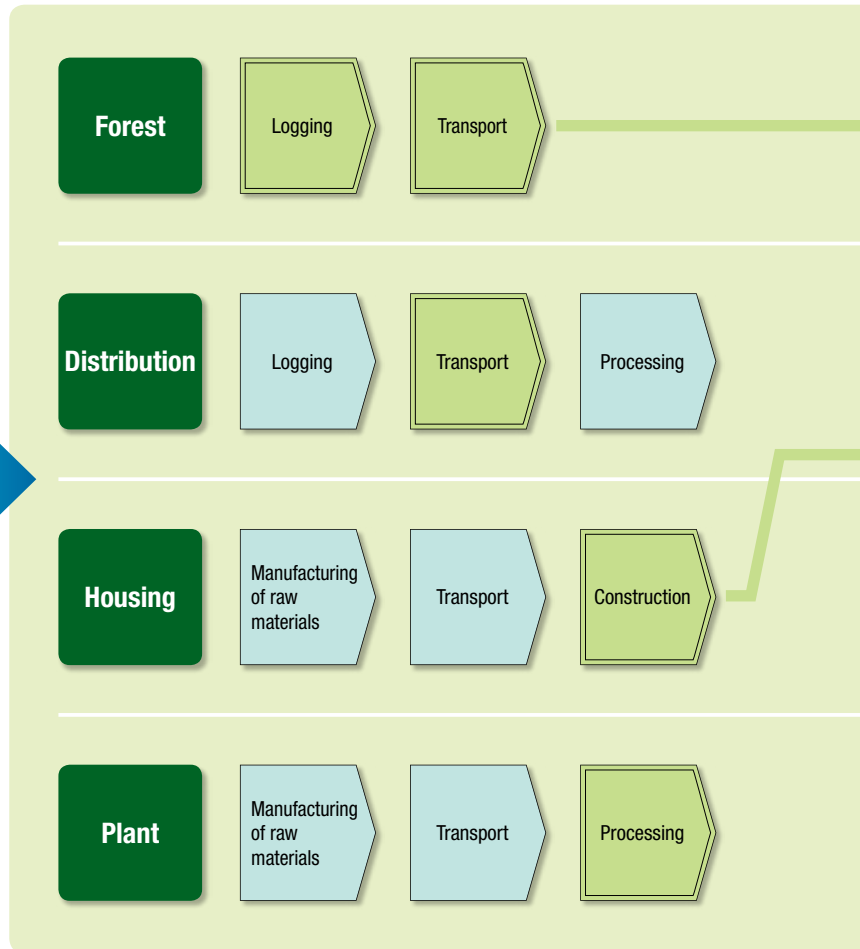 Forest
Logging
Transport
Distribution
Logging
Transport
Processing
Housing
Manufacturing
of raw
materials
Transport
Construction
Plant
Manufacturing
of raw
materials
Transport
Processing